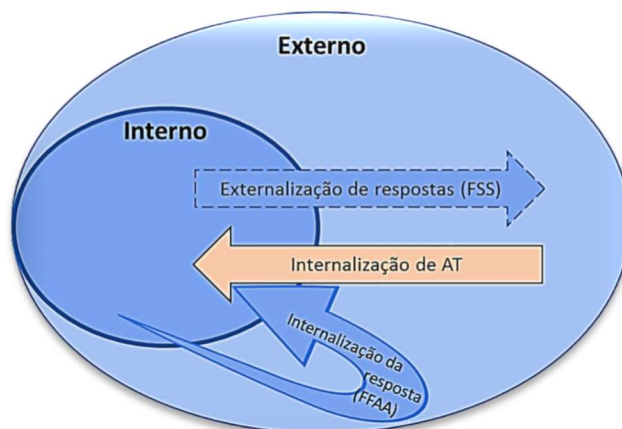 Externo
Interno
Externalização de respostas (FSS)
Internalização de AT
Internalização da
resposta
(FFAA)